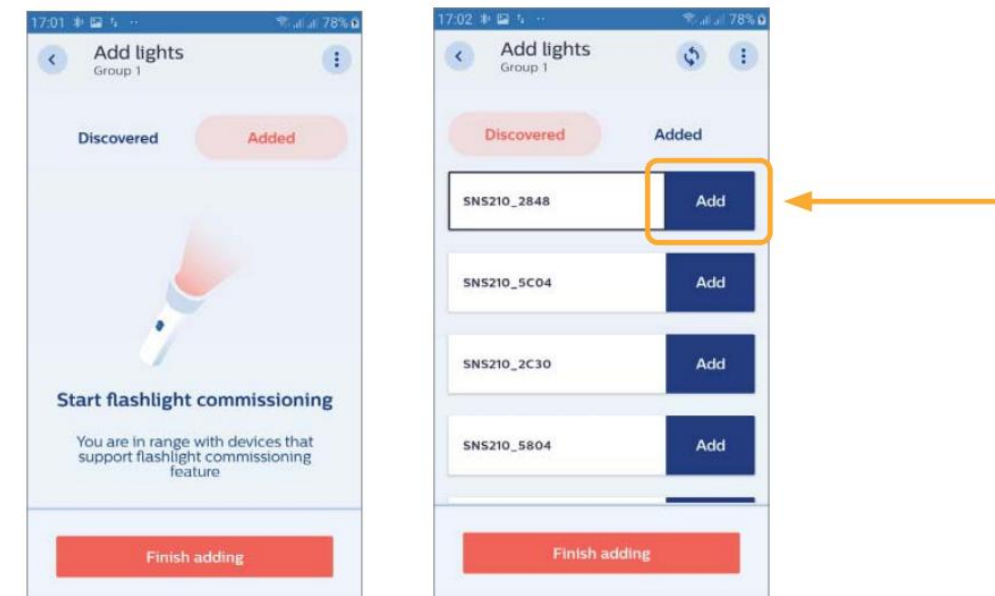 17:01
78%
Add lights
Group 1
Discovered
Added
Start flashlight commissioning
You are in range with devices that
support flashlight commissioning
feature
Finish adding
17:02
78%
Add lights
Group 1
Discovered
Added
SNS210_2848
Add
SNS210_5C04
Add
SNS210_2C30
Add
SNS210_5804
Add
Finish adding